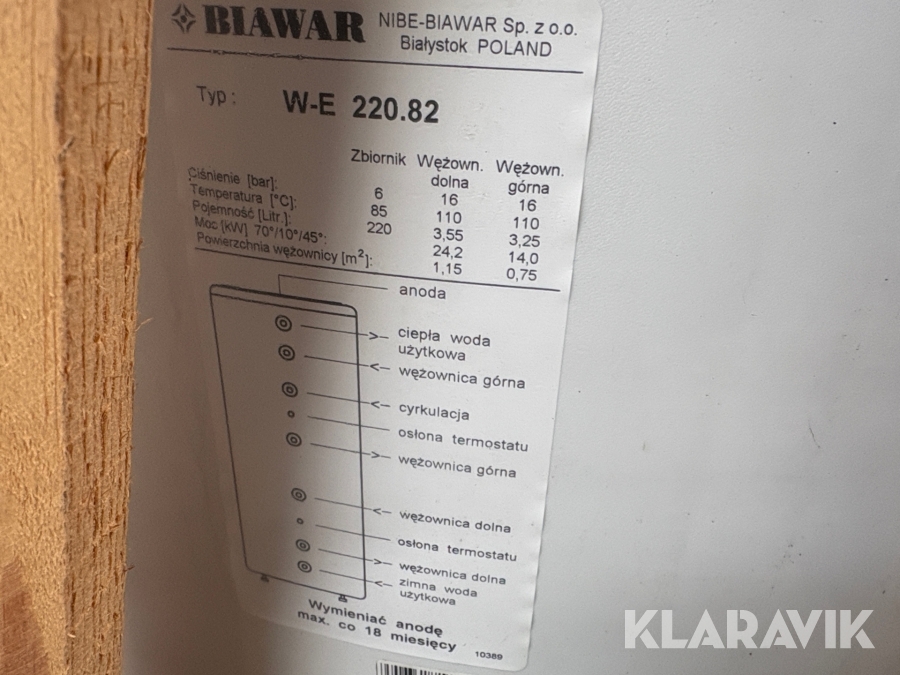 BIAWAR NIBE-BIAWAR Sp. z o.o.
Białystok POLAND
Typ: W-E 220.82
Zbiornik Wężown. dolna Wężown. górna
Ciśnienie [bar]: 6 16 16
Temperatura [°C]: 85 110 110
Pojemność [Litr.]: 220 3,55 3,25
Moc [kW] 70°/10°/45°: 24,2 14,0
Powierzchnia wężownicy [m²]: 1,15 0,75
anoda
ciepła woda
użytkowa
wężownica górna
cyrkulacja
osłona termostatu
wężownica górna
wężownica dolna
osłona termostatu
wężownica dolna
zimna woda
użytkowa
Wymieniać anodę
max. co 18 miesięcy
10389
KLARAVIK